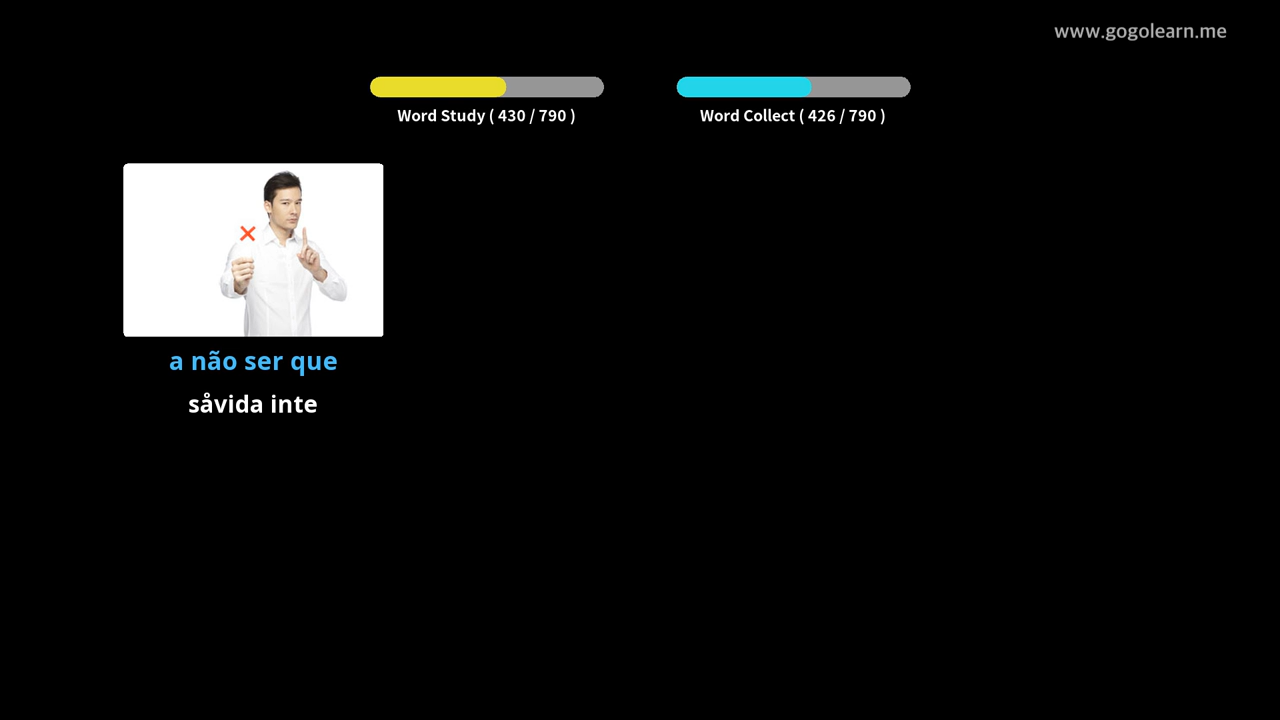 www.gogolearn.me
Word Study ( 430 / 790 )
Word Collect ( 426 / 790 )
a não ser que
såvida inte